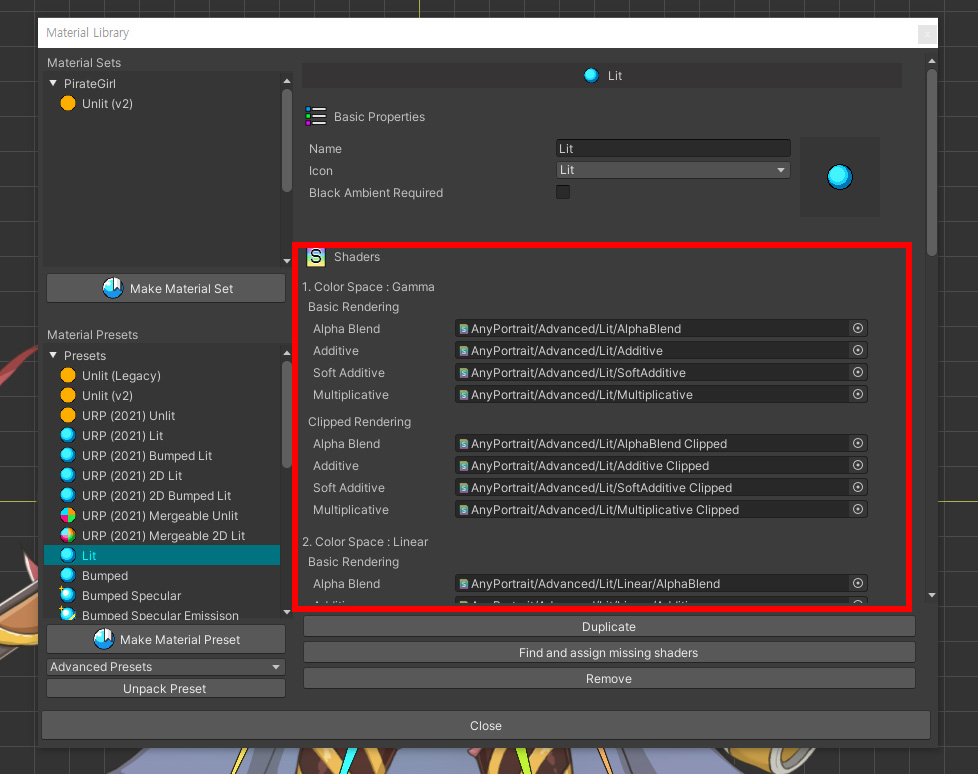 Material Library
Material Sets
PirateGirl
Unlit (v2)
Make Material Set
Material Presets
Presets
Unlit (Legacy)
Unlit (v2)
URP (2021) Unlit
URP (2021) Lit
URP (2021) Bumped Lit
URP (2021) 2D Lit
URP (2021) 2D Bumped Lit
URP (2021) Mergeable Unlit
URP (2021) Mergeable 2D Lit
Lit
Bumped
Bumped Specular
Bumped Specular Emissison
Make Material Preset
Advanced Presets
Unpack Preset
Lit
Basic Properties
Name Lit
Icon Lit
Black Ambient Required
S Shaders
1. Color Space : Gamma
Basic Rendering
Alpha Blend AnyPortrait/Advanced/Lit/AlphaBlend
Additive AnyPortrait/Advanced/Lit/Additive
Soft Additive AnyPortrait/Advanced/Lit/SoftAdditive
Multiplicative AnyPortrait/Advanced/Lit/Multiplicative
Clipped Rendering
Alpha Blend AnyPortrait/Advanced/Lit/AlphaBlend Clipped
Additive AnyPortrait/Advanced/Lit/Additive Clipped
Soft Additive AnyPortrait/Advanced/Lit/SoftAdditive Clipped
Multiplicative AnyPortrait/Advanced/Lit/Multiplicative Clipped
2. Color Space : Linear
Basic Rendering
Alpha Blend AnyPortrait/Advanced/Lit/Linear/AlphaBlend
Duplicate
Find and assign missing shaders
Remove
Close